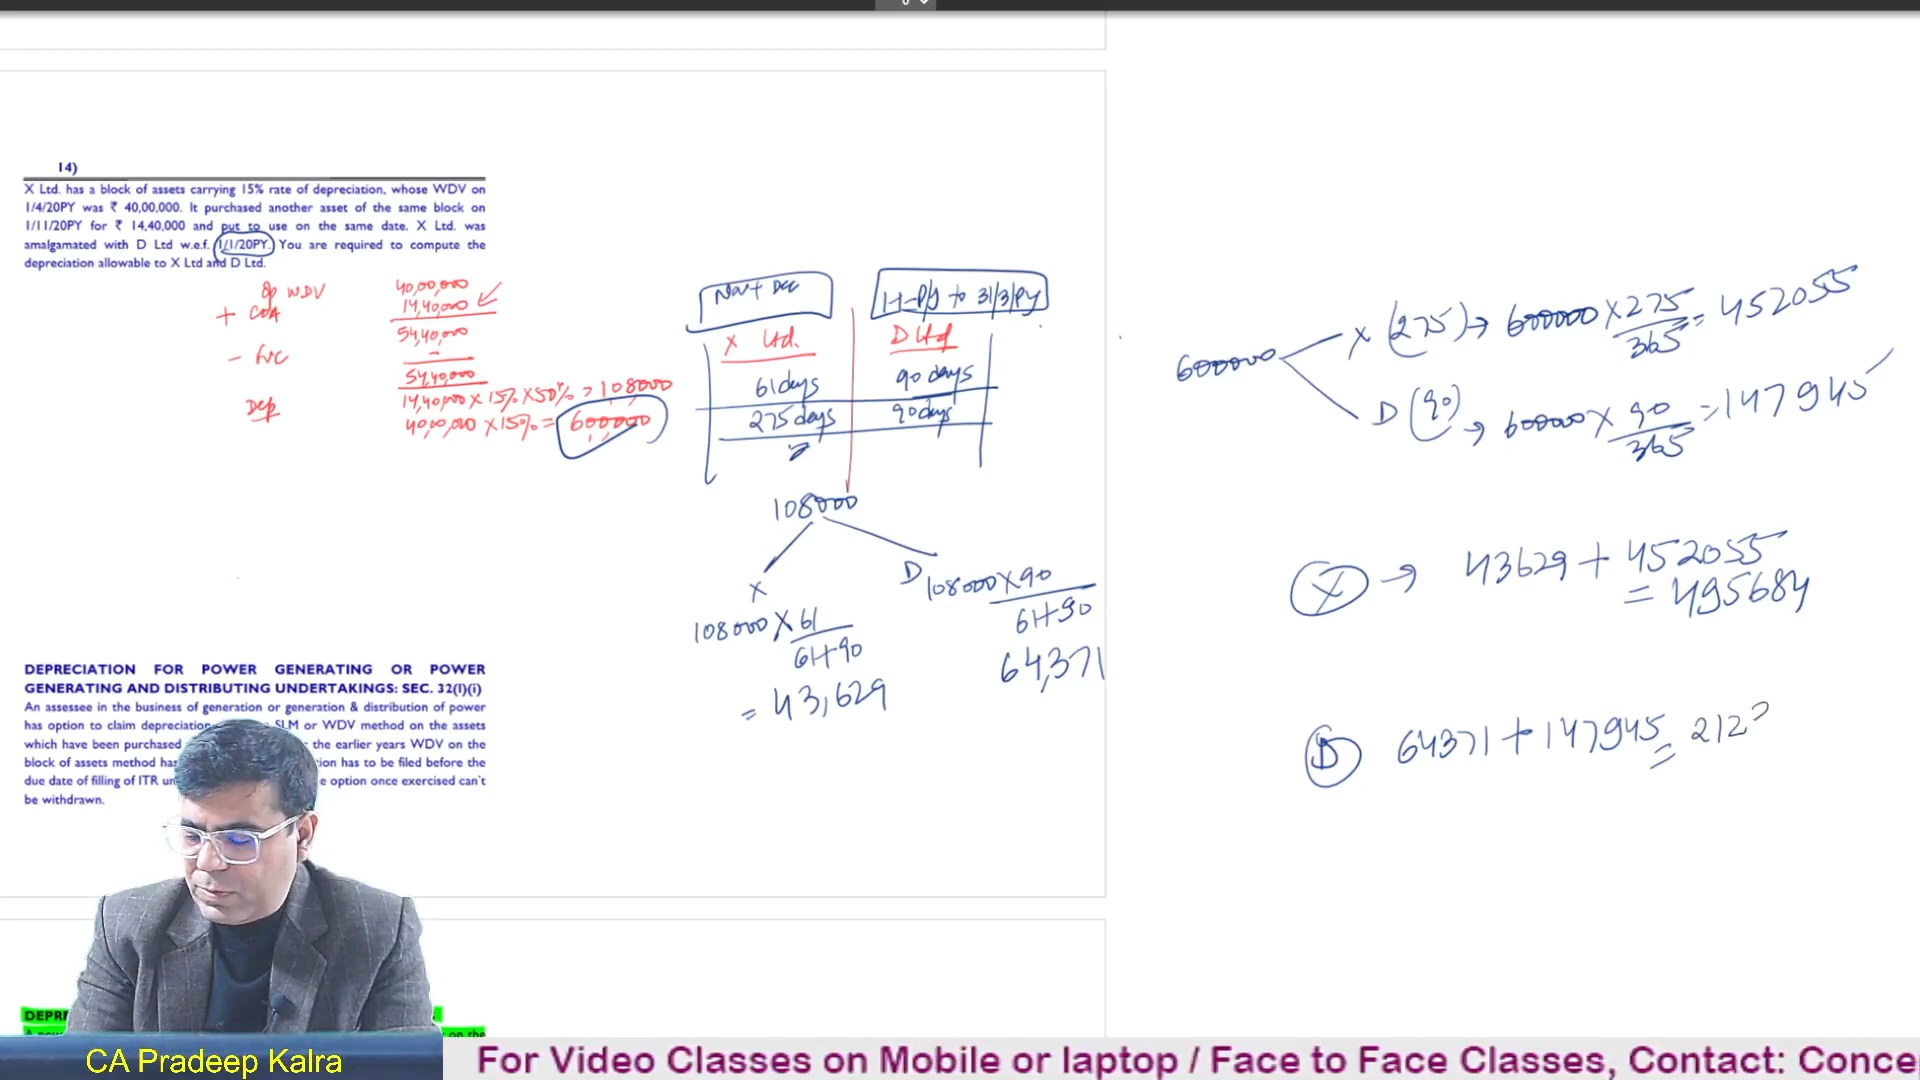 14)
X Ltd. has a block of assets carrying 15% rate of depreciation, whose WDV on
1/4/20PY was ₹ 40,00,000. It purchased another asset of the same block on
1/11/20PY for ₹ 14,40,000 and put to use on the same date. X Ltd. was
amalgamated with D Ltd w.e.f. 1/1/20PY. You are required to compute the
depreciation allowable to X Ltd and D Ltd.
Op WDV 40,00,000
+ COA 14,40,000
54,40,000
- SVC -
54,40,000
Dep 14,40,000 x 15% x 50% = 108000
40,00,000 x 15% = 600000
Nov + Dec
to 31/3/PY
X Ltd. D Ltd
61 days 90 days
275 days 90 days
108000
X D
108000 x 61 / 61+90
= 43,629
108000 x 90 / 61+90
64,371
600000
X (275) → 600000 x 275 / 365 = 452055
D (90) → 600000 x 90 / 365 = 147945
X → 43629 + 452055
= 495684
D 64371 + 147945 = 212
DEPRECIATION FOR POWER GENERATING OR POWER
GENERATING AND DISTRIBUTING UNDERTAKINGS: SEC. 32(I)(i)
An assessee in the business of generation or generation & distribution of power
has option to claim depreciation SLM or WDV method on the assets
which have been purchased the earlier years WDV on the
block of assets method has ion has to be filed before the
due date of filling of ITR un e option once exercised can't
be withdrawn.
DEPRE
on the
CA Pradeep Kalra
For Video Classes on Mobile or laptop / Face to Face Classes, Contact: Conce